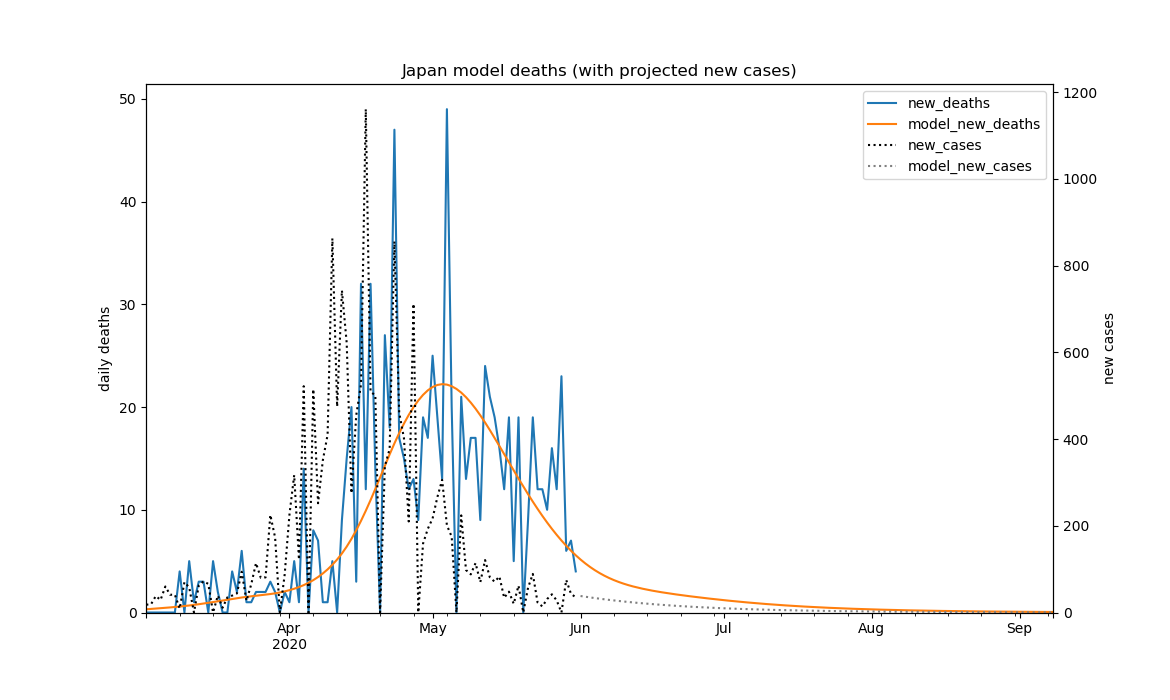 Japan model deaths (with projected new cases)
new_deaths
model_new_deaths
new_cases
model_new_cases
daily deaths
50
40
30
20
10
0
new cases
1200
1000
800
600
400
200
0
Apr
2020
May
Jun
Jul
Aug
Sep